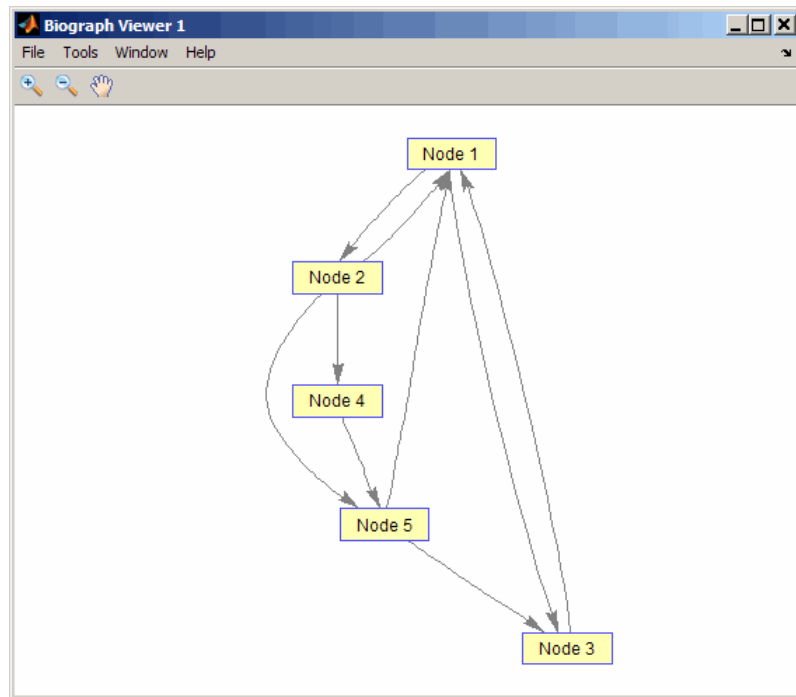 Biograph Viewer 1
File Tools Window Help
Node 1
Node 2
Node 4
Node 5
Node 3